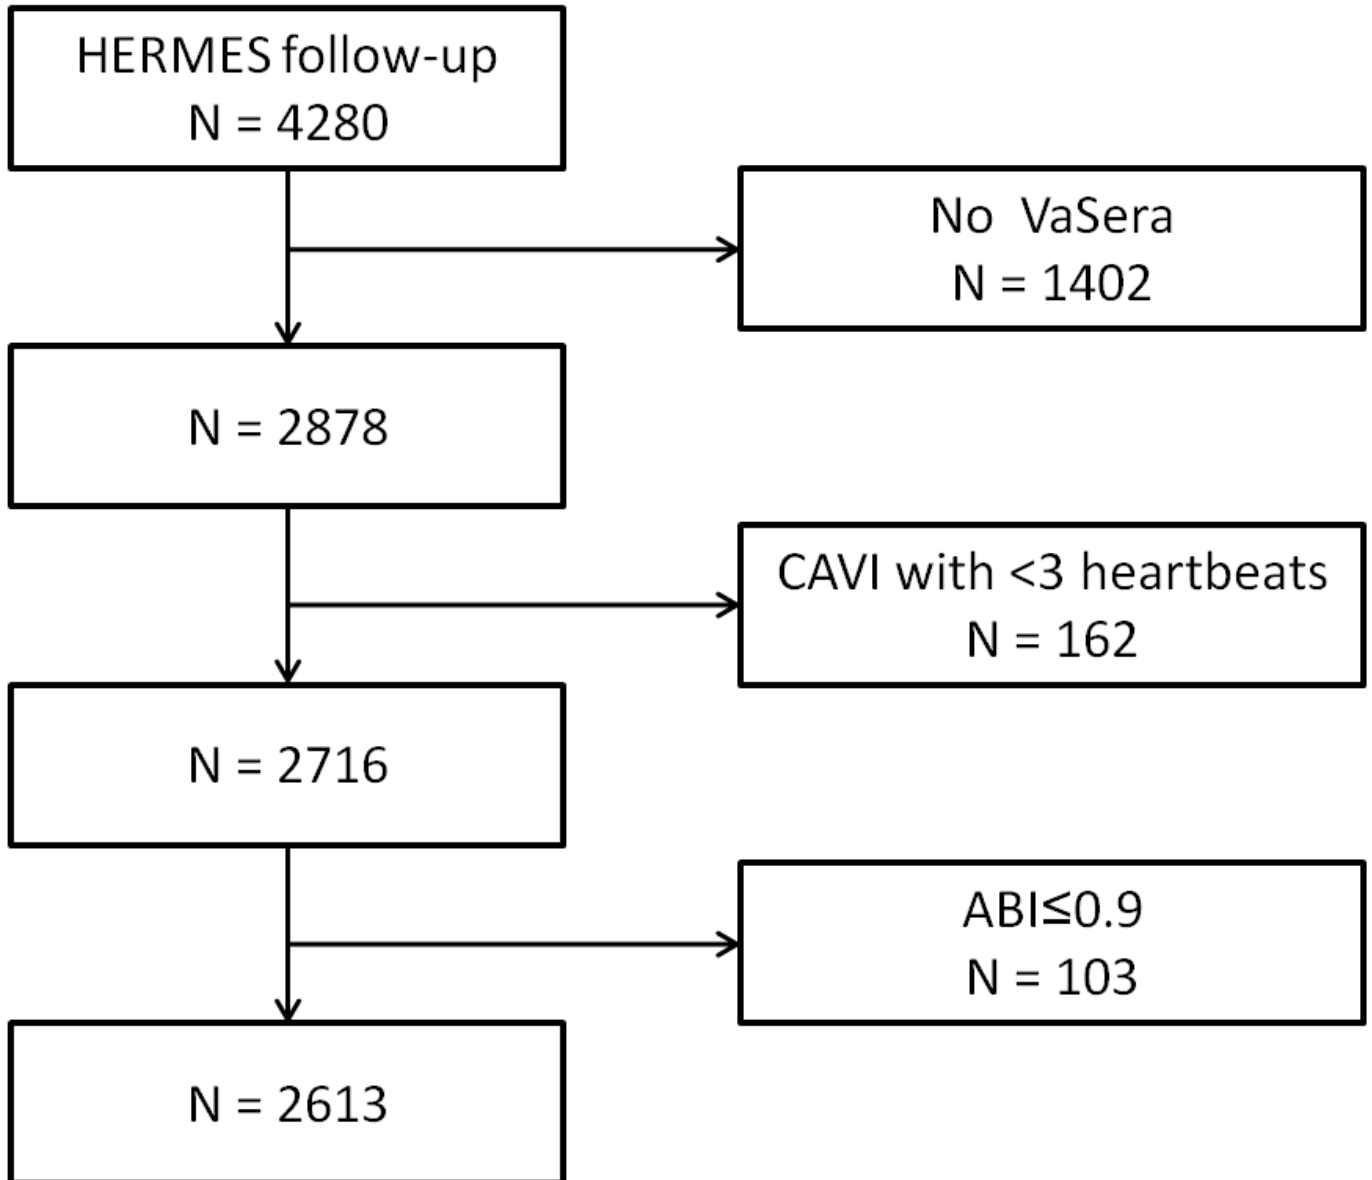 HERMES follow-up
N = 4280
No VaSera
N = 1402
N = 2878
CAVI with <3 heartbeats
N = 162
N = 2716
ABI≤0.9
N = 103
N = 2613